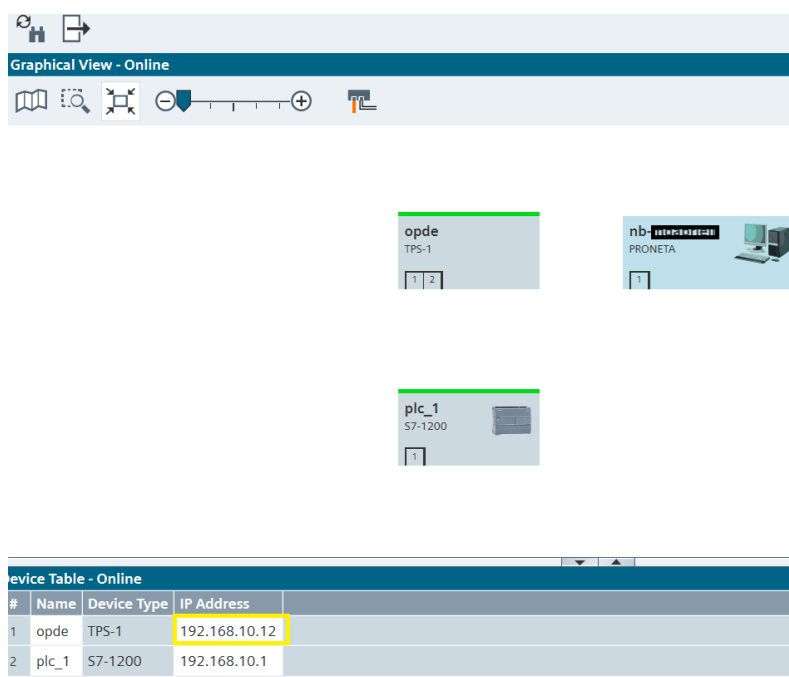 Graphical View - Online
opde
TPS-1
1 2
nb-
PRONETA
1
plc_1
S7-1200
1
evice Table - Online
# Name Device Type IP Address
1 opde TPS-1 192.168.10.12
2 plc_1 S7-1200 192.168.10.1